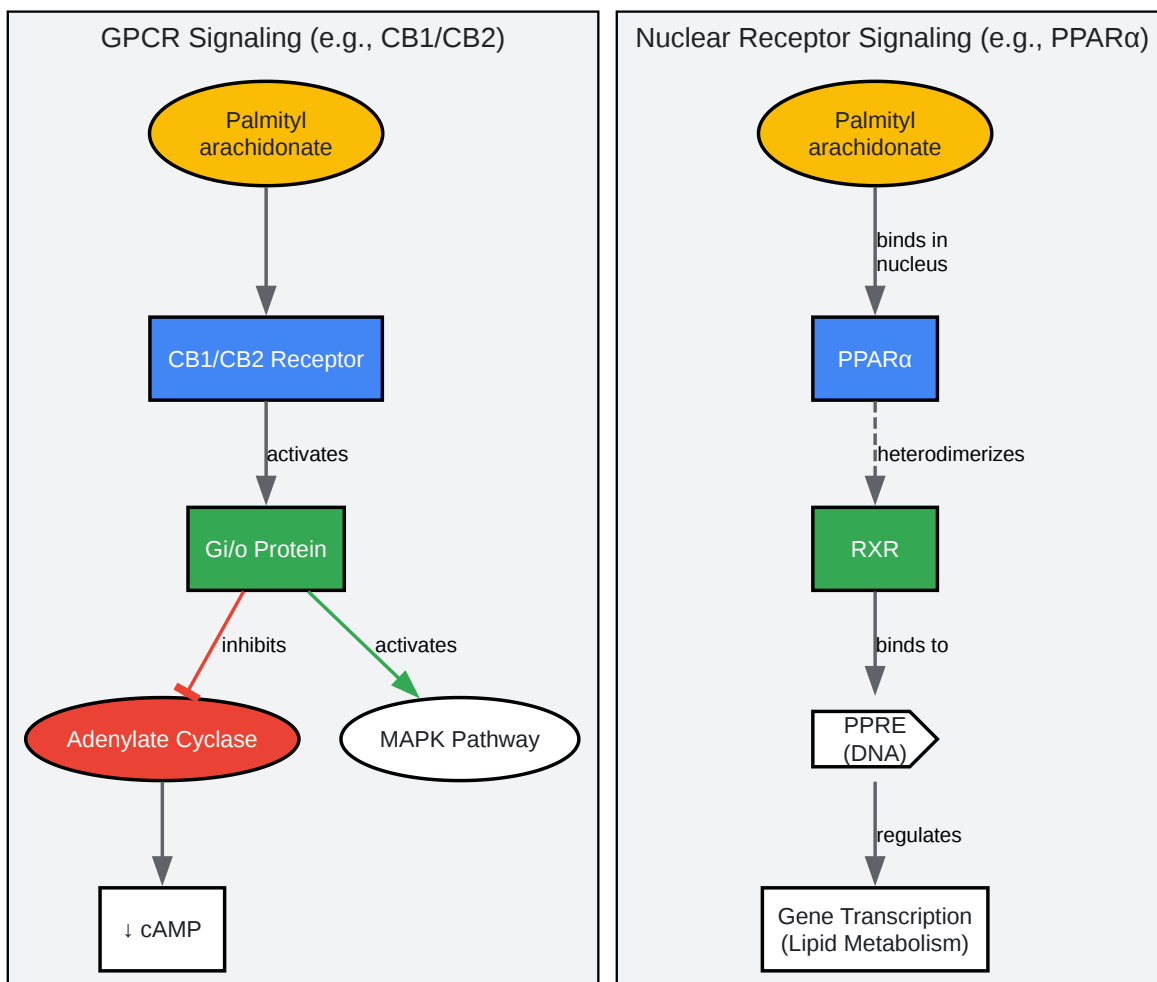 GPCR Signaling (e.g., CB1/CB2)
Palmityl
arachidonate
CB1/CB2 Receptor
activates
Gi/o Protein
inhibits
activates
Adenylate Cyclase
MAPK Pathway
↓ cAMP
Nuclear Receptor Signaling (e.g., PPARα)
Palmityl
arachidonate
binds in
nucleus
PPARα
heterodimerizes
RXR
binds to
PPRE
(DNA)
regulates
Gene Transcription
(Lipid Metabolism)